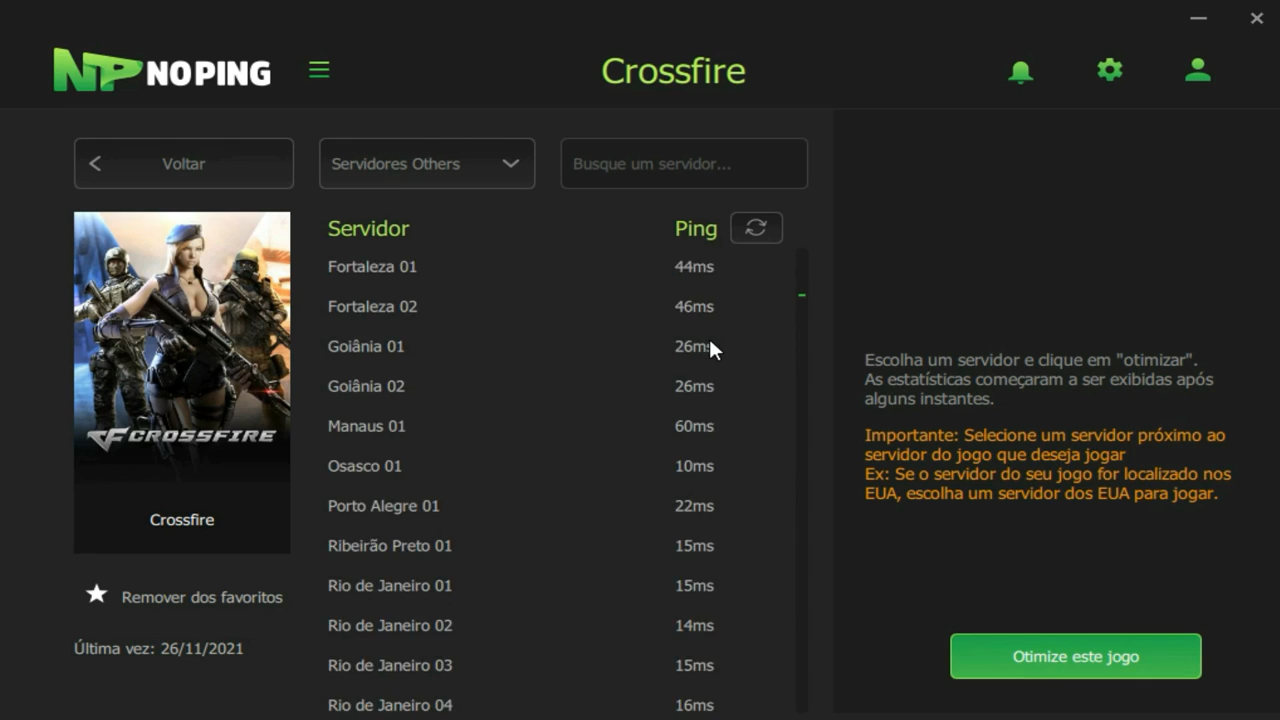 NP NOPING
Crossfire
Voltar
Servidores Others
Busque um servidor...
CROSSFIRE
Crossfire
Remover dos favoritos
Última vez: 26/11/2021
Servidor Ping
Fortaleza 01 44ms
Fortaleza 02 46ms
Goiânia 01 26ms
Goiânia 02 26ms
Manaus 01 60ms
Osasco 01 10ms
Porto Alegre 01 22ms
Ribeirão Preto 01 15ms
Rio de Janeiro 01 15ms
Rio de Janeiro 02 14ms
Rio de Janeiro 03 15ms
Rio de Janeiro 04 16ms
Escolha um servidor e clique em "otimizar".
As estatísticas começaram a ser exibidas após
alguns instantes.
Importante: Selecione um servidor próximo ao
servidor do jogo que deseja jogar
Ex: Se o servidor do seu jogo for localizado nos
EUA, escolha um servidor dos EUA para jogar.
Otimize este jogo